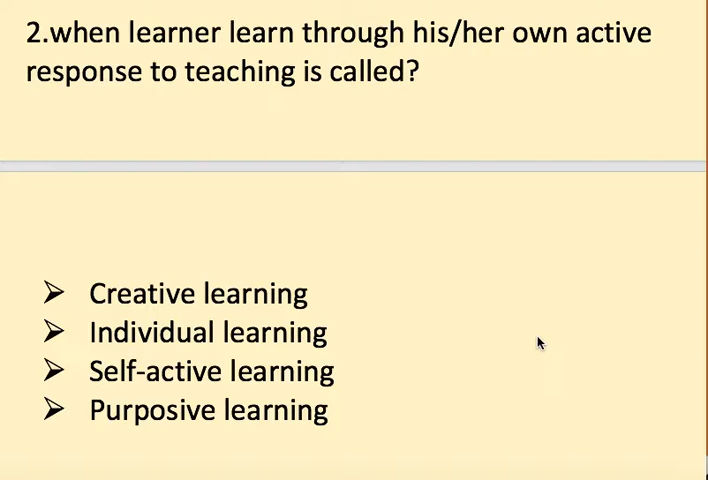 2.when learner learn through his/her own active
response to teaching is called?
➢ Creative learning
➢ Individual learning
➢ Self-active learning
➢ Purposive learning